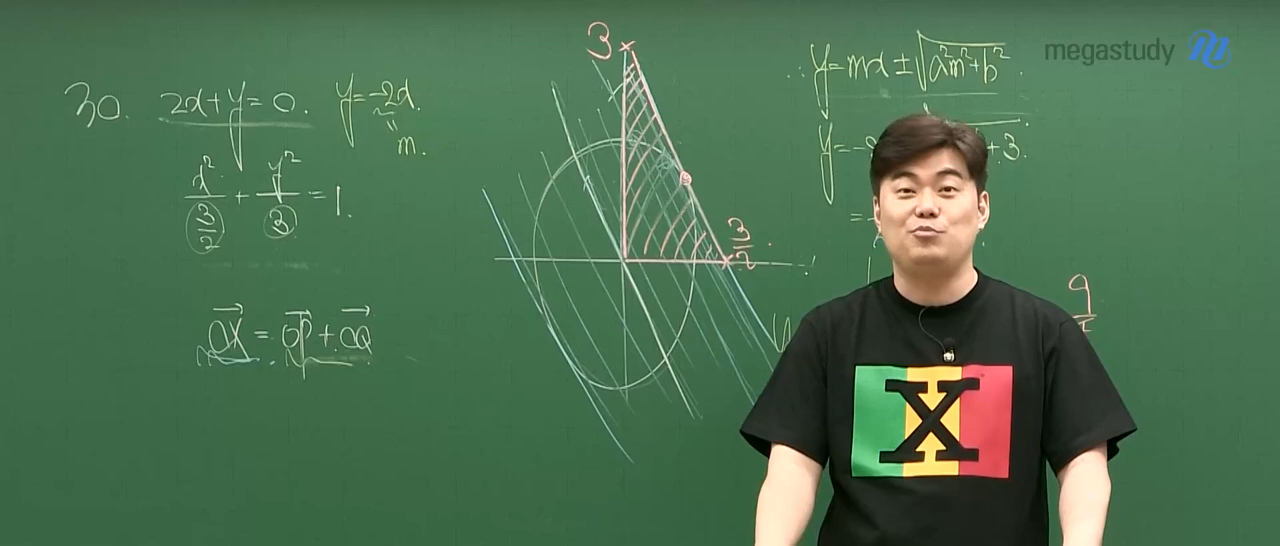 30. 2x+y=0. y=-2x.
"
m.
x²/(3/2) + y²/3 = 1.
OX = OP + OQ
3
3/2
∴ y=mx±√(a²m²+b²).
y=-
+3.
=-
9
megastudy
X